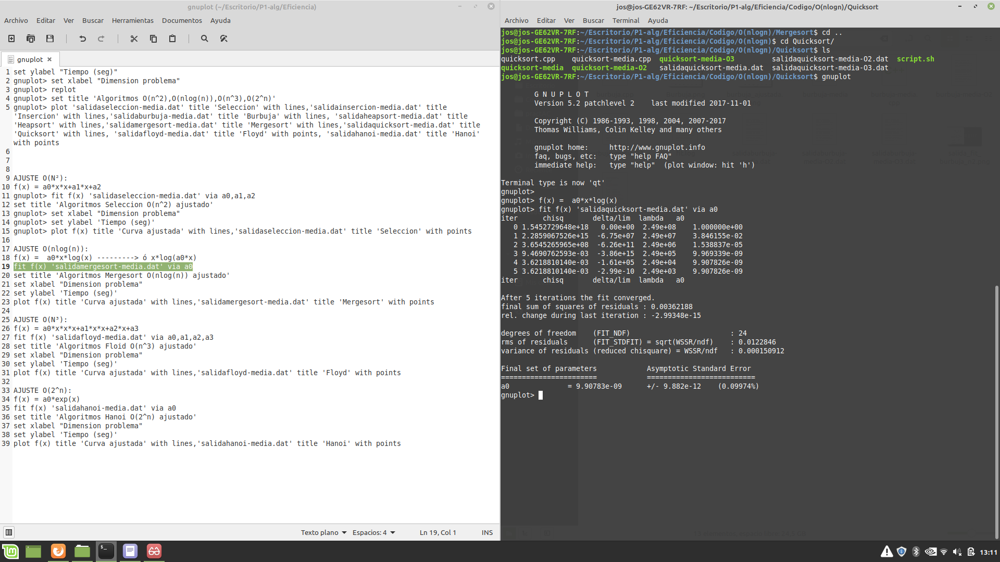 gnuplot (~/Escritorio/P1-alg/Eficiencia)
Archivo Editar Ver Buscar Herramientas Documentos Ayuda
gnuplot
1 set ylabel "Tiempo (seg)"
2 gnuplot> set xlabel "Dimension problema"
3 gnuplot> replot
4 gnuplot> set title 'Algoritmos O(n^2),O(nlog(n)),O(n^3),O(2^n)'
5 gnuplot> plot 'salidaseleccion-media.dat' title 'Seleccion' with lines,'salidainsercion-media.dat' title
'Insercion' with lines,'salidaburbuja-media.dat' title 'Burbuja' with lines, 'salidaheapsort-media.dat' title
'Heapsort' with lines,'salidamergesort-media.dat' title 'Mergesort' with lines,'salidaquicksort-media.dat' title
'Quicksort' with lines, 'salidafloyd-media.dat' title 'Floyd' with points, 'salidahanoi-media.dat' title 'Hanoi'
with points
6
7
8
9 AJUSTE O(N²):
10 f(x) = a0*x*x+a1*x+a2
11 gnuplot> fit f(x) 'salidaseleccion-media.dat' via a0,a1,a2
12 set title 'Algoritmos Seleccion O(n^2) ajustado'
13 gnuplot> set xlabel "Dimension problema"
14 gnuplot> set ylabel 'Tiempo (seg)'
15 gnuplot> plot f(x) title 'Curva ajustada' with lines,'salidaseleccion-media.dat' title 'Seleccion' with points
16
17 AJUSTE O(nlog(n)):
18 f(x) =  a0*x*log(x) ---------> ó x*log(a0*x)
19 fit f(x) 'salidamergesort-media.dat' via a0
20 set title 'Algoritmos Mergesort O(nlog(n)) ajustado'
21 set xlabel "Dimension problema"
22 set ylabel 'Tiempo (seg)'
23 plot f(x) title 'Curva ajustada' with lines,'salidamergesort-media.dat' title 'Mergesort' with points
24
25 AJUSTE O(N³):
26 f(x) = a0*x*x*x+a1*x*x+a2*x+a3
27 fit f(x) 'salidafloyd-media.dat' via a0,a1,a2,a3
28 set title 'Algoritmos Floid O(n^3) ajustado'
29 set xlabel "Dimension problema"
30 set ylabel 'Tiempo (seg)'
31 plot f(x) title 'Curva ajustada' with lines,'salidafloyd-media.dat' title 'Floyd' with points
32
33 AJUSTE O(2^n):
34 f(x) = a0*exp(x)
35 fit f(x) 'salidahanoi-media.dat' via a0
36 set title 'Algoritmos Hanoi O(2^n) ajustado'
37 set xlabel "Dimension problema"
38 set ylabel 'Tiempo (seg)'
39 plot f(x) title 'Curva ajustada' with lines,'salidahanoi-media.dat' title 'Hanoi' with points
Texto plano Espacios: 4 Ln 19, Col 1 INS
jos@jos-GE62VR-7RF: ~/Escritorio/P1-alg/Eficiencia/Codigo/O(nlogn)/Quicksort
Archivo Editar Ver Buscar Terminal Ayuda
jos@jos-GE62VR-7RF:~/Escritorio/P1-alg/Eficiencia/Codigo/O(nlogn)/Mergesort$ cd ..
jos@jos-GE62VR-7RF:~/Escritorio/P1-alg/Eficiencia/Codigo/O(nlogn)$ cd Quicksort/
jos@jos-GE62VR-7RF:~/Escritorio/P1-alg/Eficiencia/Codigo/O(nlogn)/Quicksort$ ls
quicksort.cpp    quicksort-media.cpp  quicksort-media-O3         salidaquicksort-media-O2.dat  script.sh
quicksort-media  quicksort-media-O2   salidaquicksort-media.dat  salidaquicksort-media-O3.dat
jos@jos-GE62VR-7RF:~/Escritorio/P1-alg/Eficiencia/Codigo/O(nlogn)/Quicksort$ gnuplot
G N U P L O T
Version 5.2 patchlevel 2    last modified 2017-11-01
Copyright (C) 1986-1993, 1998, 2004, 2007-2017
Thomas Williams, Colin Kelley and many others
gnuplot home:     http://www.gnuplot.info
faq, bugs, etc:   type "help FAQ"
immediate help:   type "help"  (plot window: hit 'h')
Terminal type is now 'qt'
gnuplot>
gnuplot> f(x) =  a0*x*log(x)
gnuplot> fit f(x) 'salidaquicksort-media.dat' via a0
iter      chisq       delta/lim  lambda   a0
0 1.5452729648e+18   0.00e+00  2.49e+08    1.000000e+00
1 2.2859067526e+15  -6.75e+07  2.49e+07    3.846155e-02
2 3.6545265965e+08  -6.26e+11  2.49e+06    1.538837e-05
3 9.4690762593e-03  -3.86e+15  2.49e+05    9.969339e-09
4 3.6218810140e-03  -1.61e+05  2.49e+04    9.907826e-09
5 3.6218810140e-03  -2.99e-10  2.49e+03    9.907826e-09
iter      chisq       delta/lim  lambda   a0
After 5 iterations the fit converged.
final sum of squares of residuals : 0.00362188
rel. change during last iteration : -2.99348e-15
degrees of freedom    (FIT_NDF)                        : 24
rms of residuals      (FIT_STDFIT) = sqrt(WSSR/ndf)    : 0.0122846
variance of residuals (reduced chisquare) = WSSR/ndf   : 0.000150912
Final set of parameters            Asymptotic Standard Error
=======================            ==========================
a0              = 9.90783e-09      +/- 9.882e-12    (0.09974%)
gnuplot>
13:11